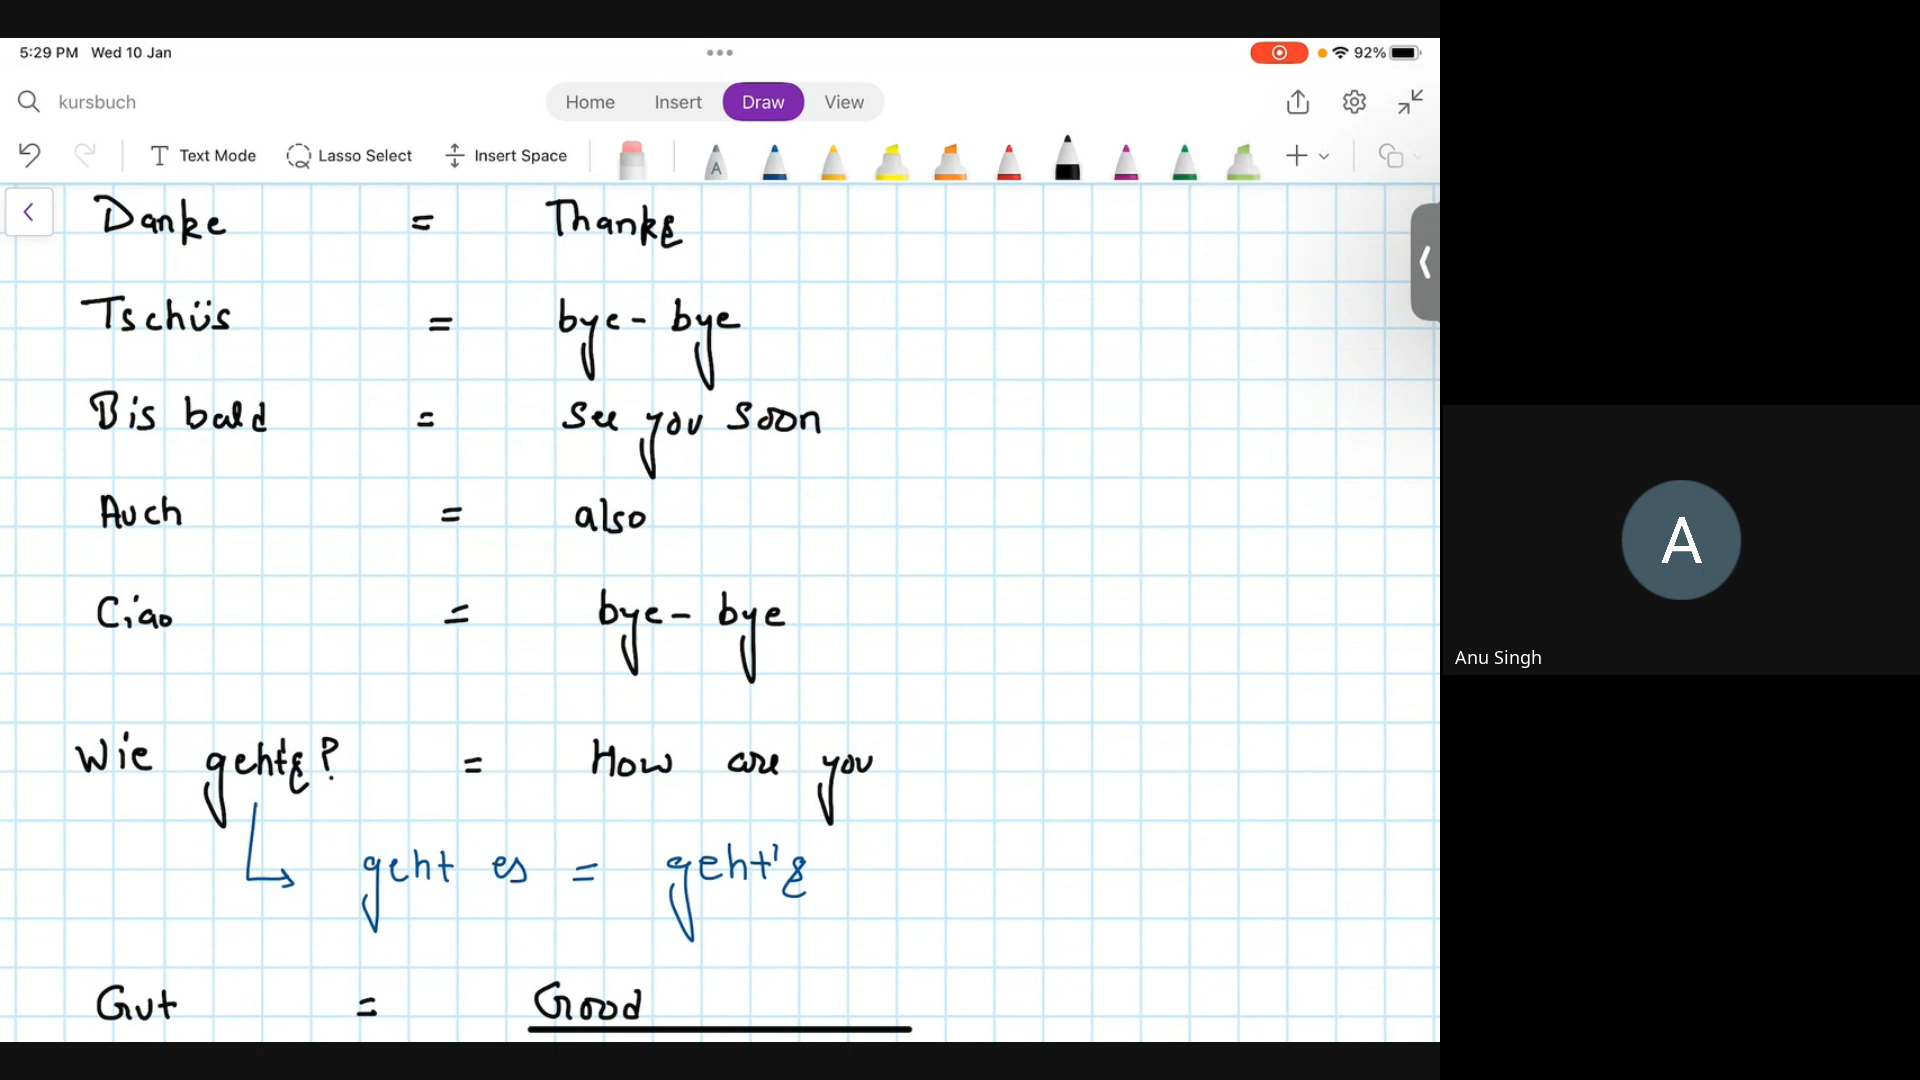 5:29 PM Wed 10 Jan
92%
kursbuch
Home Insert Draw View
Text Mode Lasso Select Insert Space
A
Danke = Thanks
Tschüs = bye-bye
Bis bald = See you soon
Auch = also
Ciao = bye-bye
Wie geht's? = How are you
geht es = geht's
Gut = Good
A
Anu Singh